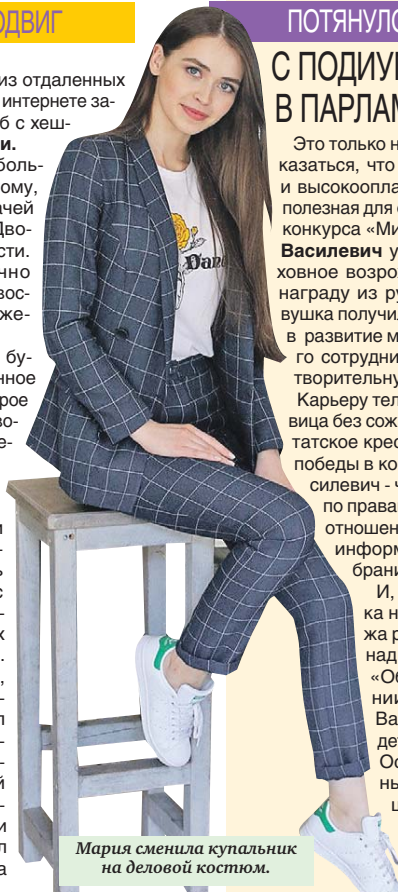 ОДВИГ
из отдаленных
интернете за-
б с хеш-
и.
боль-
ому,
ачей
Дво-
сти.
чно
вос-
же-
бу-
нное
рое
во-
е-
и
-
ь
с
-
х
.
,
-
л
-
-
й
-
и
л
а
ПОТЯНУЛО
С ПОДИУ
В ПАРЛАМ
Это только н
казаться, что
и высокоопла
полезная для
конкурса «Ми
Василевич у
ховное возро
награду из ру
вушка получил
в развитие м
го сотрудни
творительну
Карьеру тел
вица без сож
татское крес
победы в ко
силевич - ч
по права
отношен
информ
брани
И,
ка н
жа р
над
«Об
нии
Ва
дет
Ос
ны
ц
D'an
Мария сменила купальник
на деловой костюм.